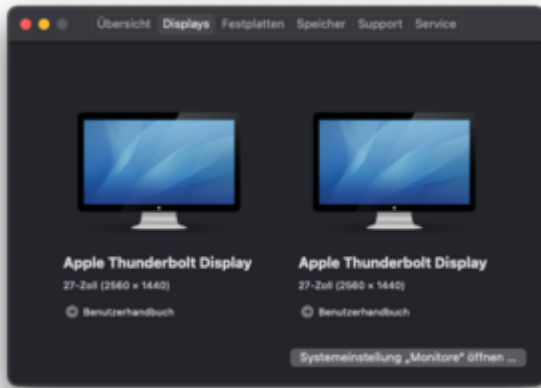 Übersicht Displays Festplatten Speicher Support Service
Apple Thunderbolt Display
27-Zoll (2560 × 1440)
Benutzerhandbuch
Apple Thunderbolt Display
27-Zoll (2560 × 1440)
Benutzerhandbuch
Systemeinstellung „Monitore“ öffnen ...